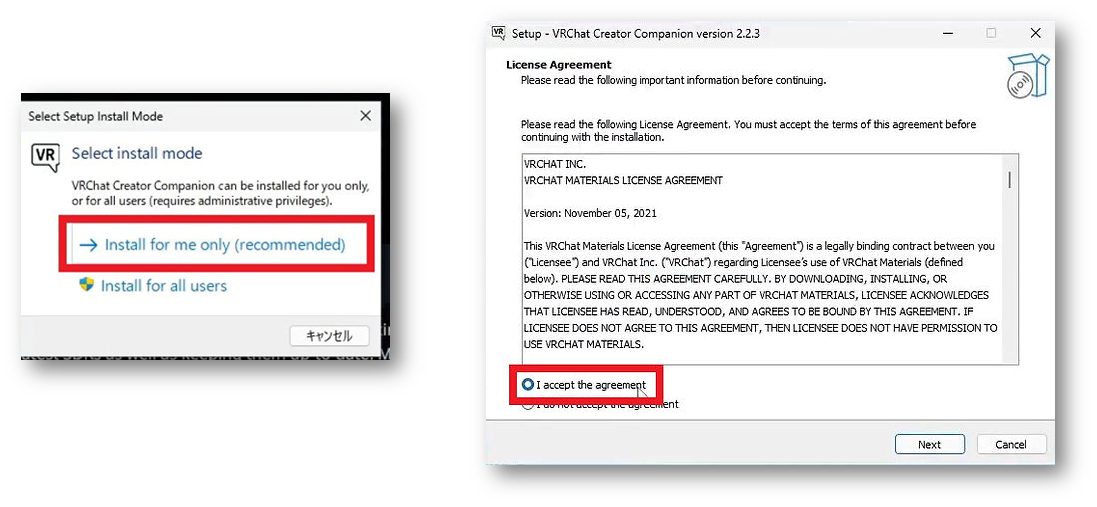 Select Setup Install Mode
VR
Select install mode
VRChat Creator Companion can be installed for you only,
or for all users (requires administrative privileges).
Install for me only (recommended)
Install for all users
キャンセル
VR Setup - VRChat Creator Companion version 2.2.3
License Agreement
Please read the following important information before continuing.
Please read the following License Agreement. You must accept the terms of this agreement before
continuing with the installation.
VRCHAT INC.
VRCHAT MATERIALS LICENSE AGREEMENT
Version: November 05, 2021
This VRChat Materials License Agreement (this "Agreement") is a legally binding contract between you
("Licensee") and VRChat Inc. ("VRChat") regarding Licensee's use of VRChat Materials (defined
below). PLEASE READ THIS AGREEMENT CAREFULLY. BY DOWNLOADING, INSTALLING, OR
OTHERWISE USING OR ACCESSING ANY PART OF VRCHAT MATERIALS, LICENSEE ACKNOWLEDGES
THAT LICENSEE HAS READ, UNDERSTOOD, AND AGREES TO BE BOUND BY THIS AGREEMENT. IF
LICENSEE DOES NOT AGREE TO THIS AGREEMENT, THEN LICENSEE DOES NOT HAVE PERMISSION TO
USE VRCHAT MATERIALS.
I accept the agreement
I do not accept the agreement
Next
Cancel